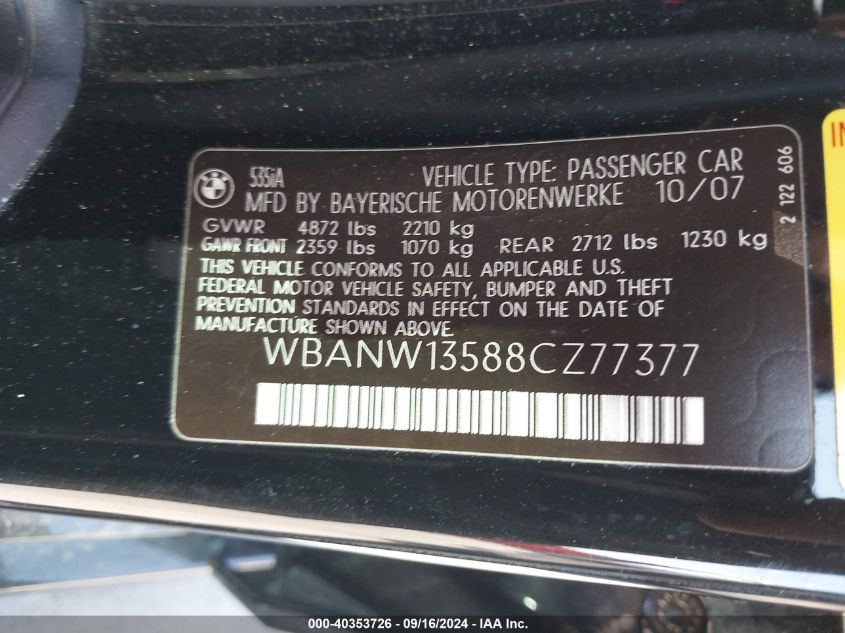 BMW
535iA
VEHICLE TYPE: PASSENGER CAR
MFD BY BAYERISCHE MOTORENWERKE 10/07
GVWR 4872 lbs 2210 kg
GAWR FRONT 2359 lbs 1070 kg REAR 2712 lbs 1230 kg
THIS VEHICLE CONFORMS TO ALL APPLICABLE U.S.
FEDERAL MOTOR VEHICLE SAFETY, BUMPER AND THEFT
PREVENTION STANDARDS IN EFFECT ON THE DATE OF
MANUFACTURE SHOWN ABOVE.
WBANW13588CZ77377
2 122 606
000-40353726 - 09/16/2024 - IAA Inc.